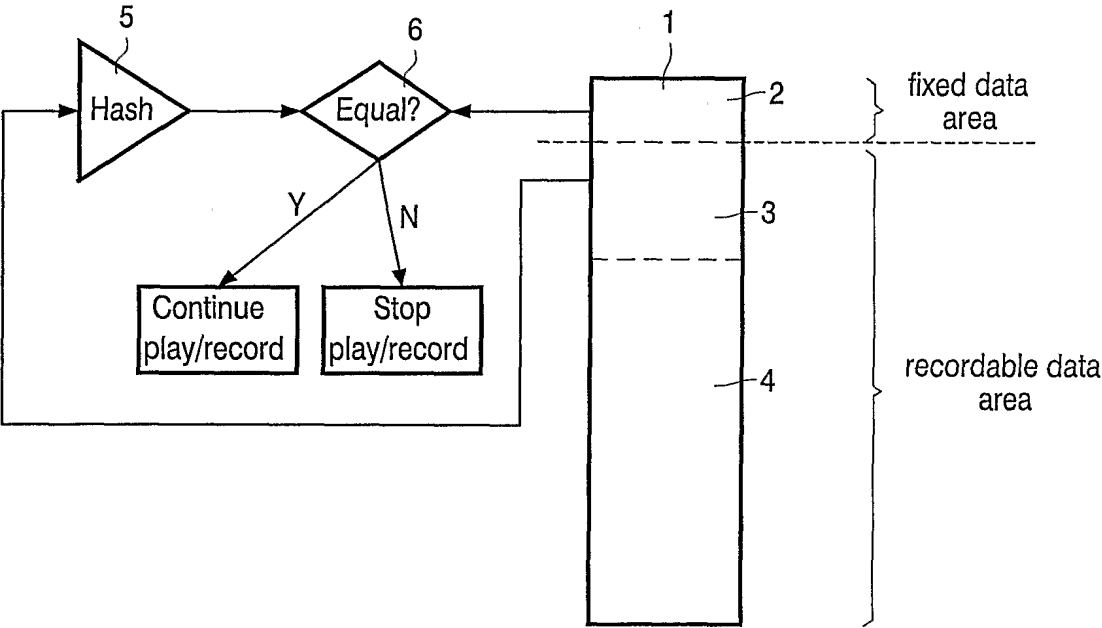 5
6
1
Hash
Equal?
2
fixed data
area
Y
N
3
Continue
play/record
Stop
play/record
4
recordable data
area